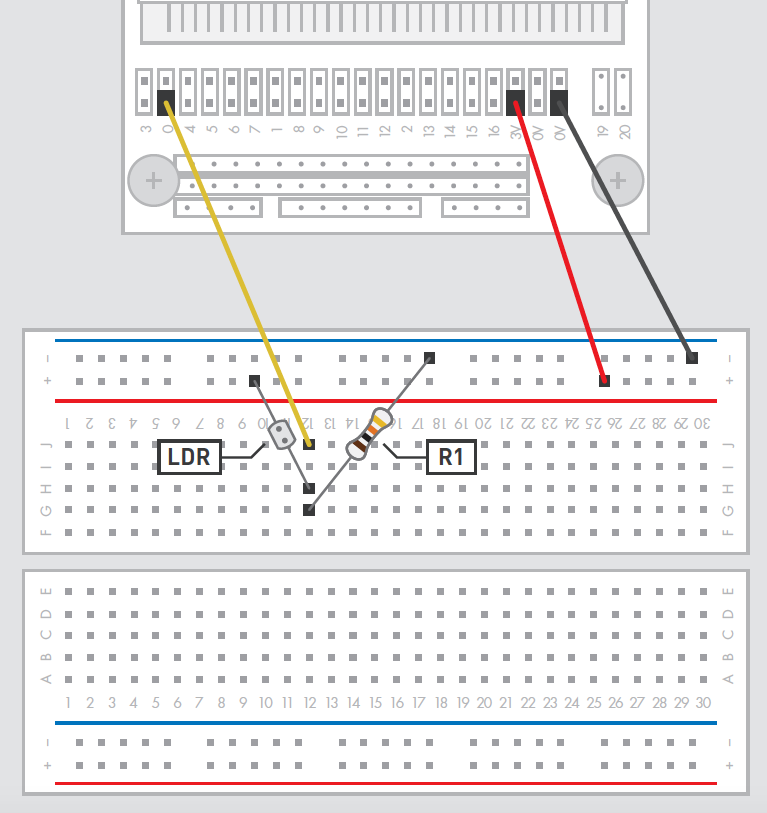 3 0 4 5 6 7 1 8 9 10 11 12 2 13 14 15 16 3V 0V 0V 19 20
− −
+ +
1 2 3 4 5 6 7 8 9 10 11 12 13 14 15 16 17 18 19 20 21 22 23 24 25 26 27 28 29 30
J J
LDR R1
I I
H H
G G
F F
E E
D D
C C
B B
A A
1 2 3 4 5 6 7 8 9 10 11 12 13 14 15 16 17 18 19 20 21 22 23 24 25 26 27 28 29 30
− −
+ +